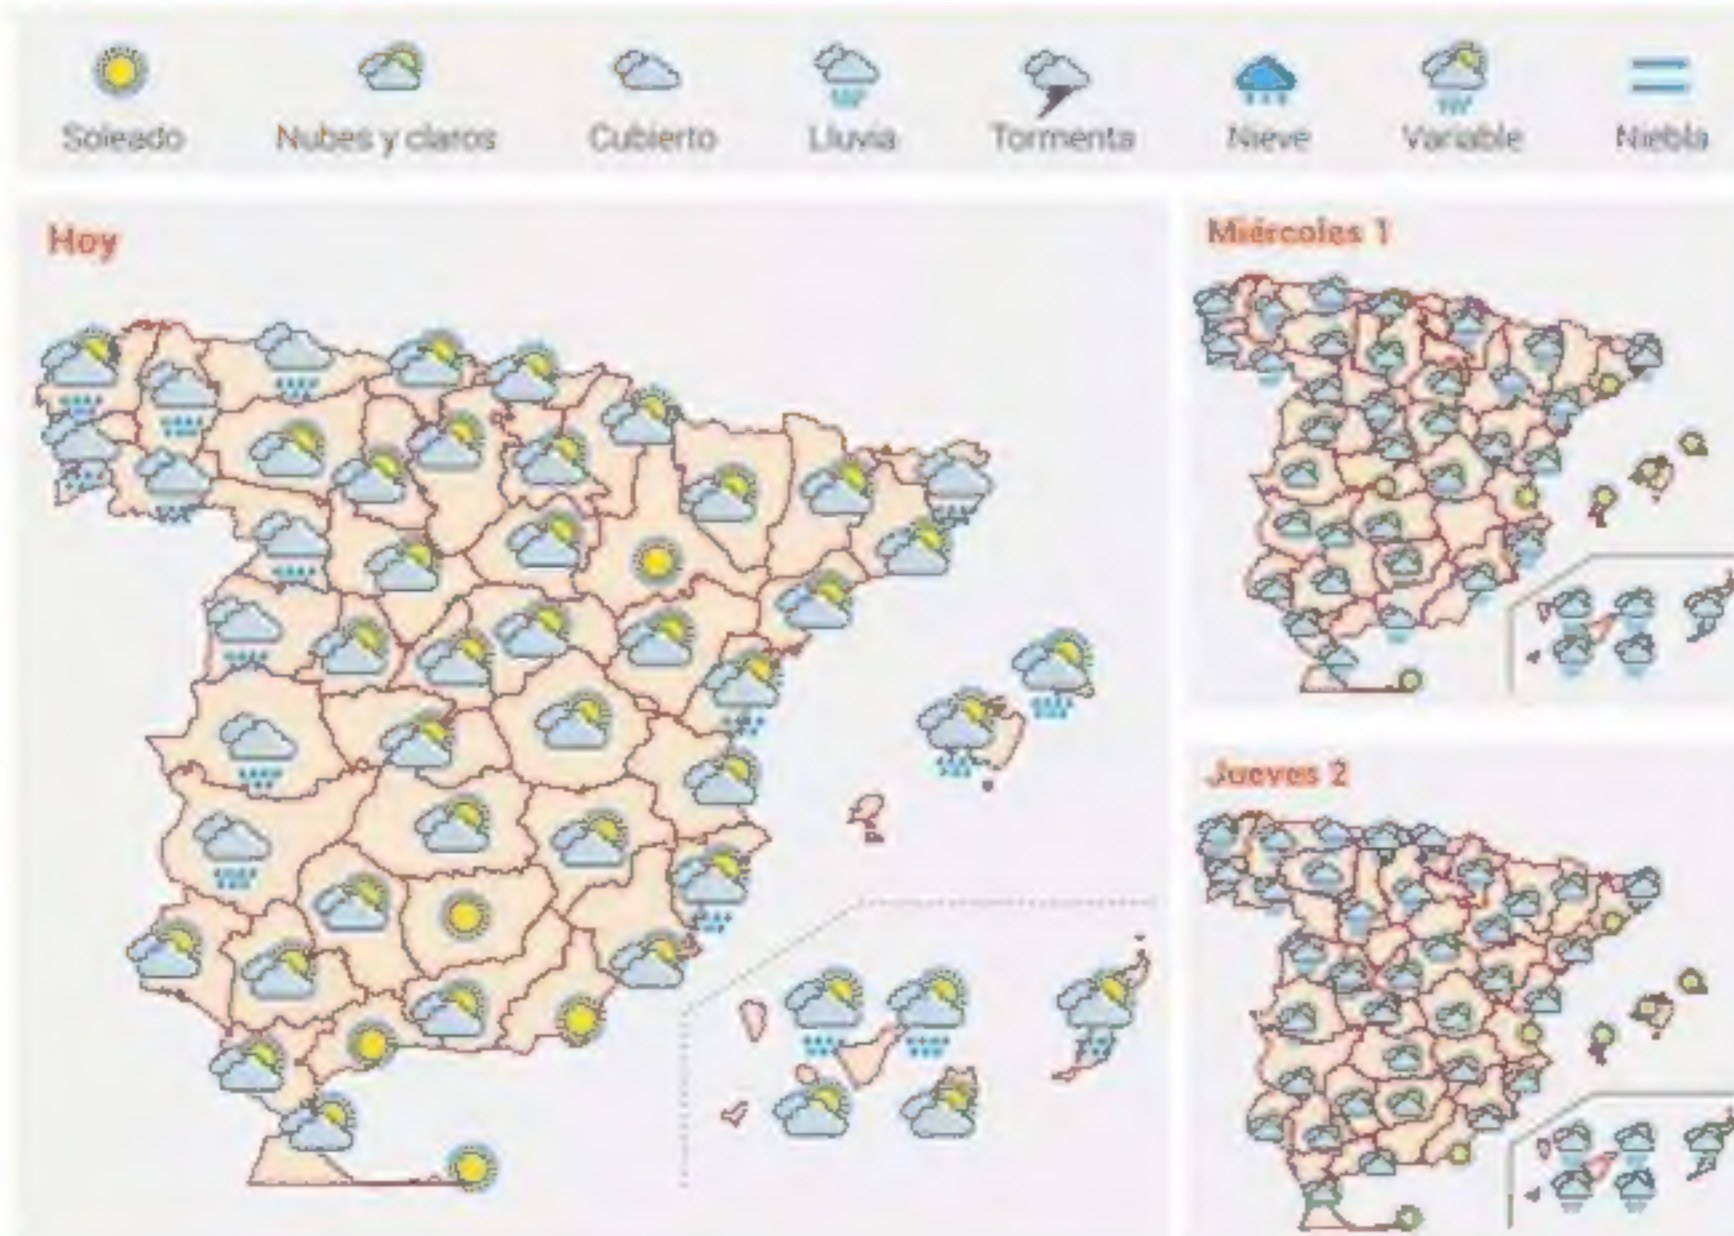 Soleado
Nubes y claros
Cubierto
Lluvia
Tormenta
Nieve
Variable
Niebla
Hoy
Miércoles 1
Jueves 2